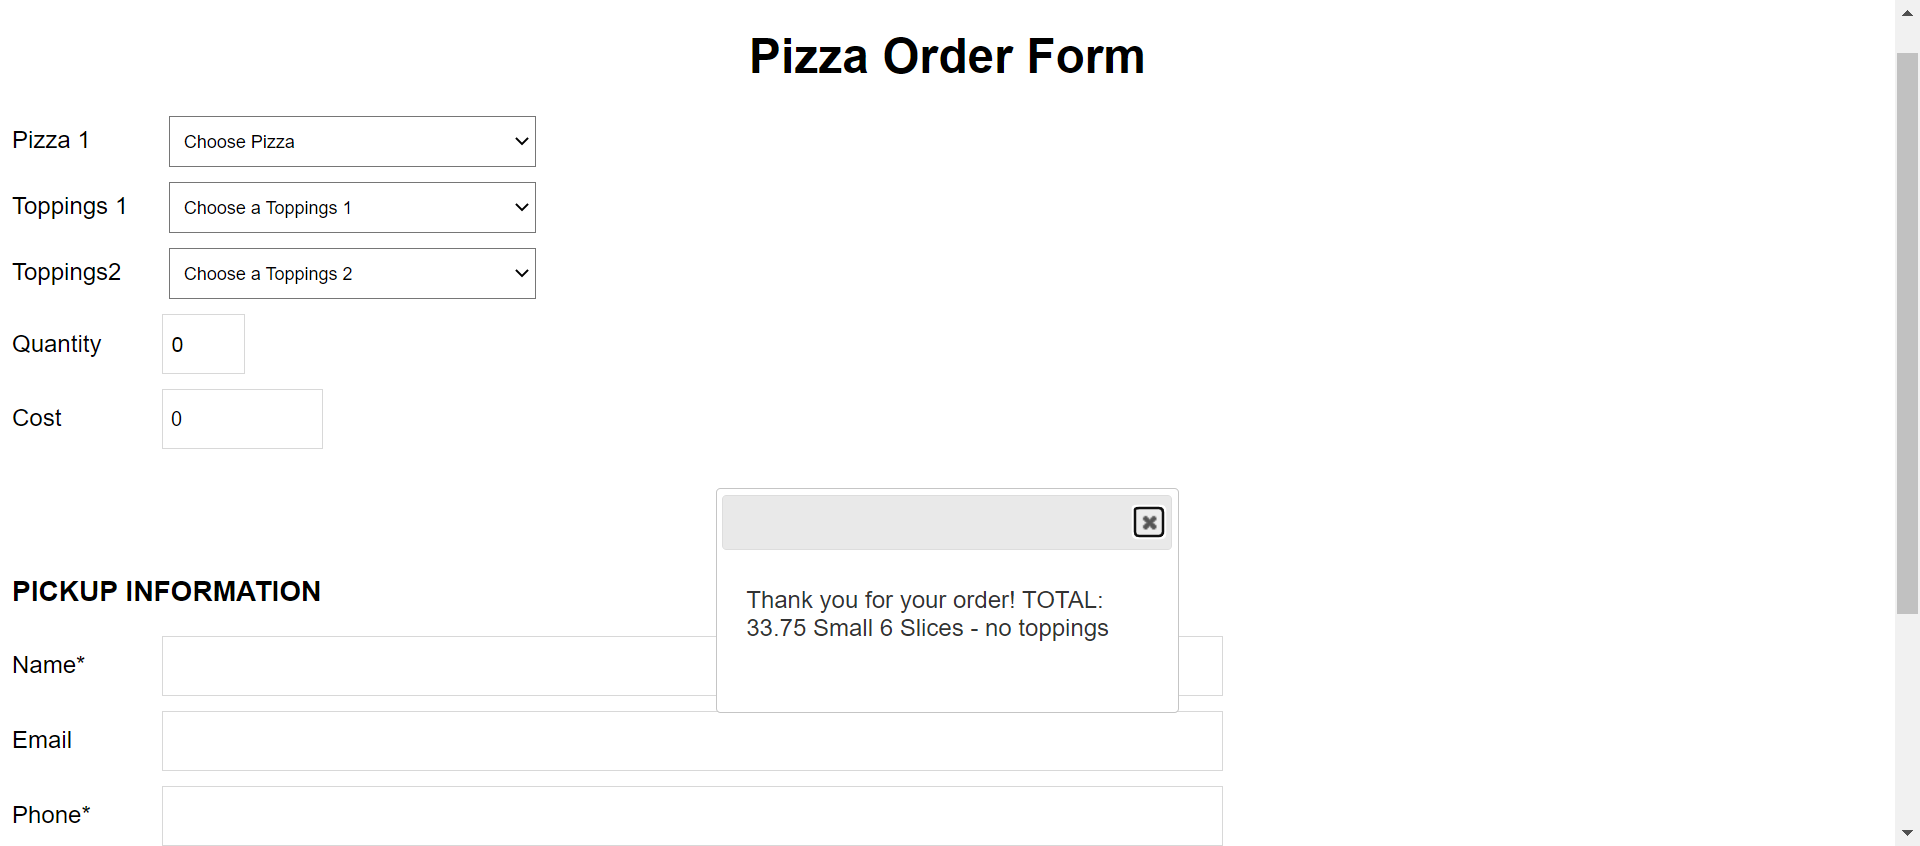 Pizza Order Form
Pizza 1
Choose Pizza
Toppings 1
Choose a Toppings 1
Toppings2
Choose a Toppings 2
Quantity
0
Cost
0
Thank you for your order! TOTAL:
33.75 Small 6 Slices - no toppings
PICKUP INFORMATION
Name*
Email
Phone*